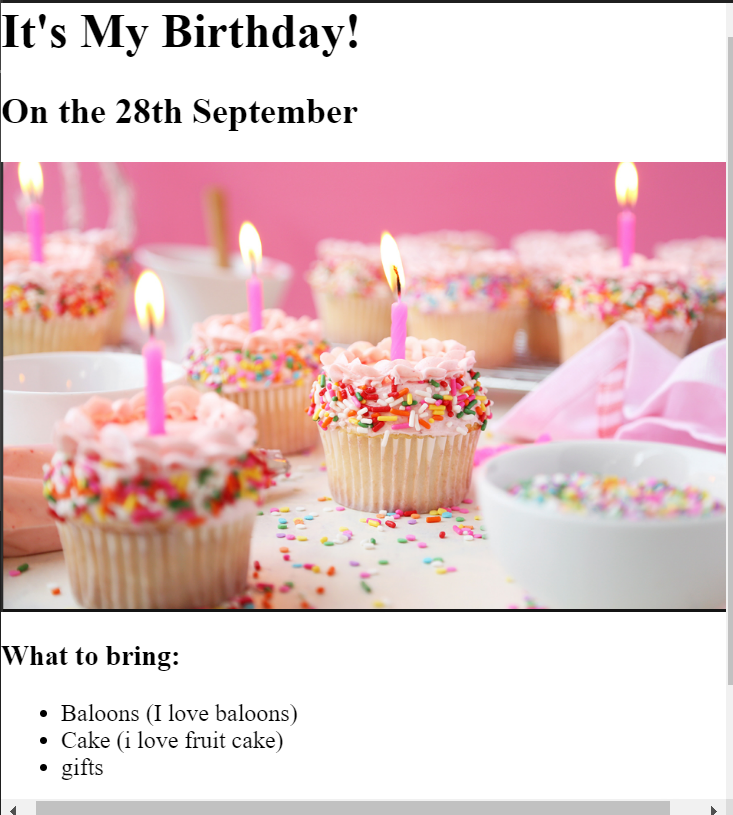 It's My Birthday!
On the 28th September
What to bring:
Baloons (I love baloons)
Cake (i love fruit cake)
gifts